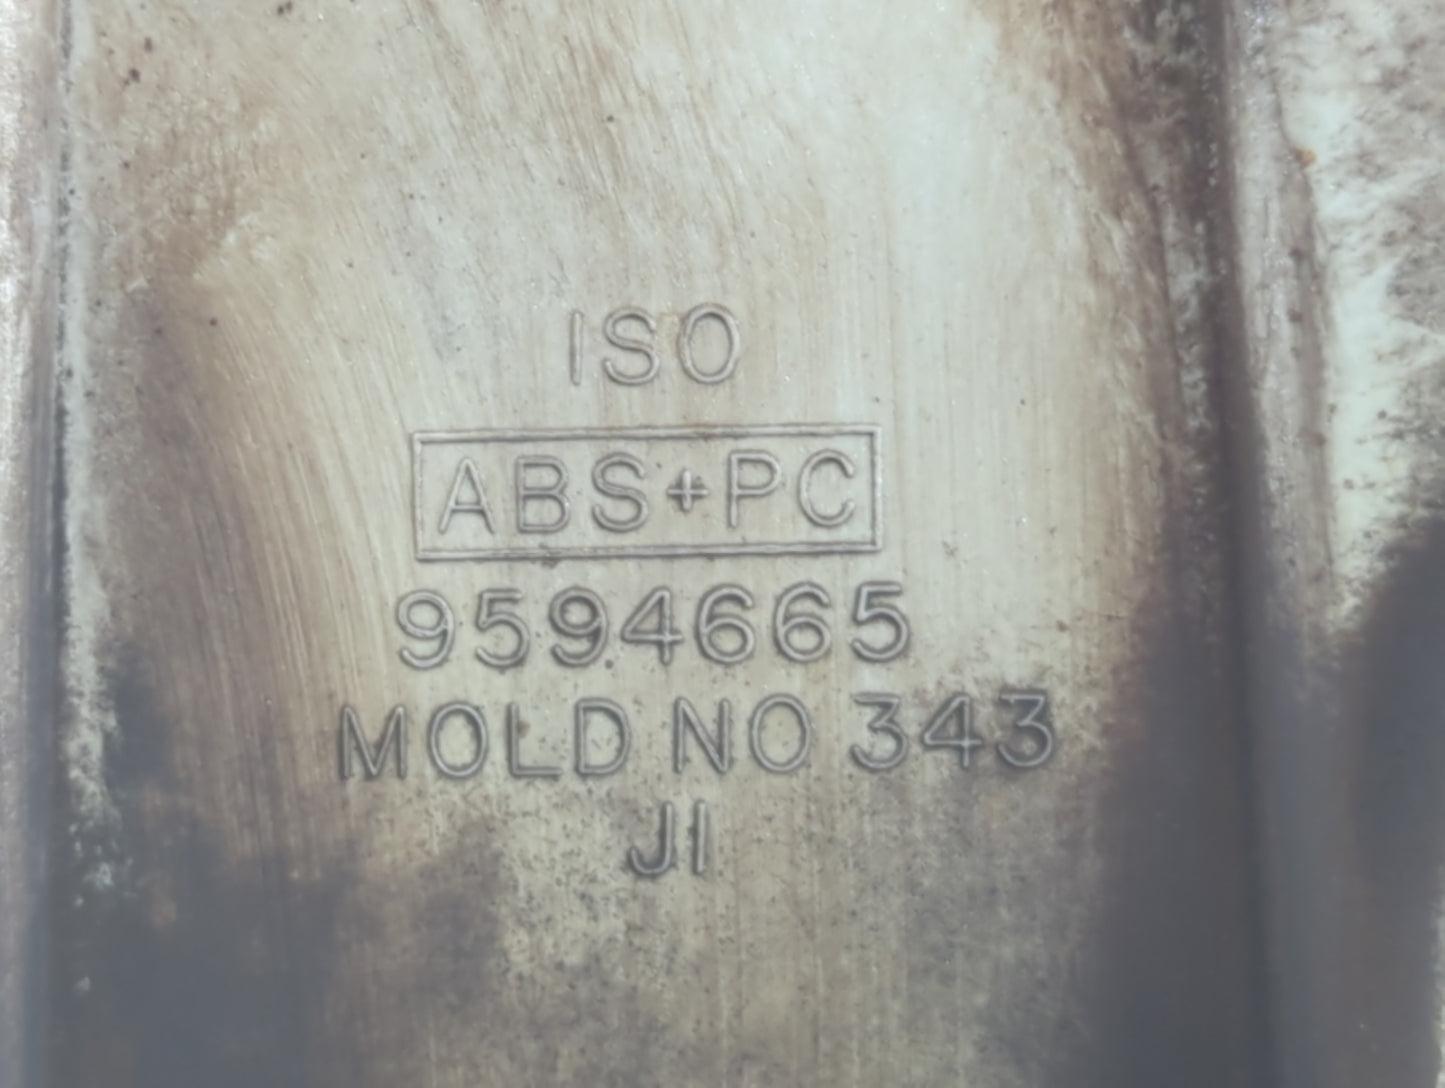 ISO
ABS+PC
9594665
MOLD NO 343
J1